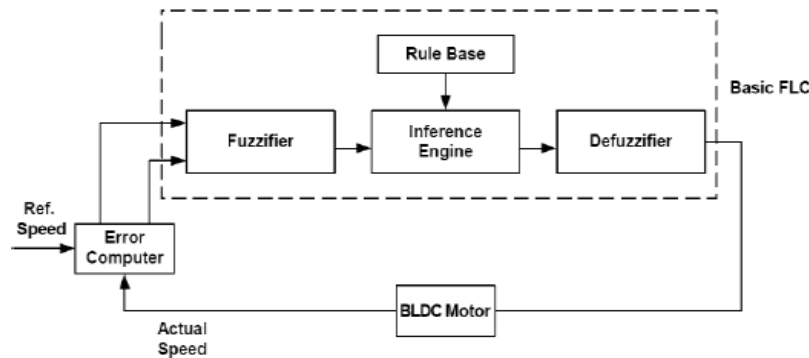 Rule Base
Basic FLC
Fuzzifier
Inference
Engine
Defuzzifier
Ref.
Speed
Error
Computer
BLDC Motor
Actual
Speed